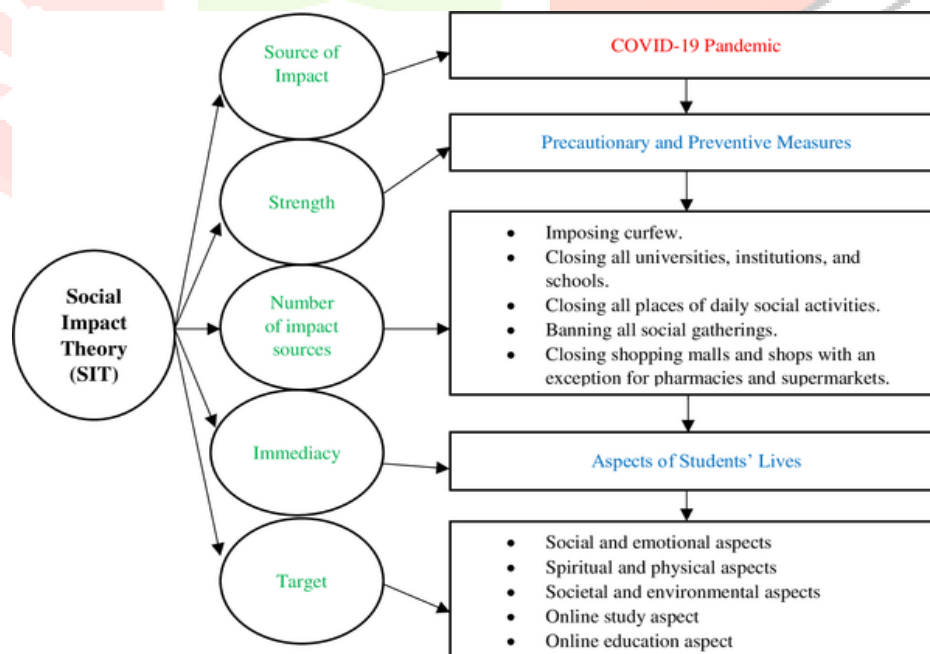 Social
Impact
Theory
(SIT)
Source of
Impact
Strength
Number
of impact
sources
Immediacy
Target
COVID-19 Pandemic
Precautionary and Preventive Measures
• Imposing curfew.
• Closing all universities, institutions, and
schools.
• Closing all places of daily social activities.
• Banning all social gatherings.
• Closing shopping malls and shops with an
exception for pharmacies and supermarkets.
Aspects of Students’ Lives
• Social and emotional aspects
• Spiritual and physical aspects
• Societal and environmental aspects
• Online study aspect
• Online education aspect